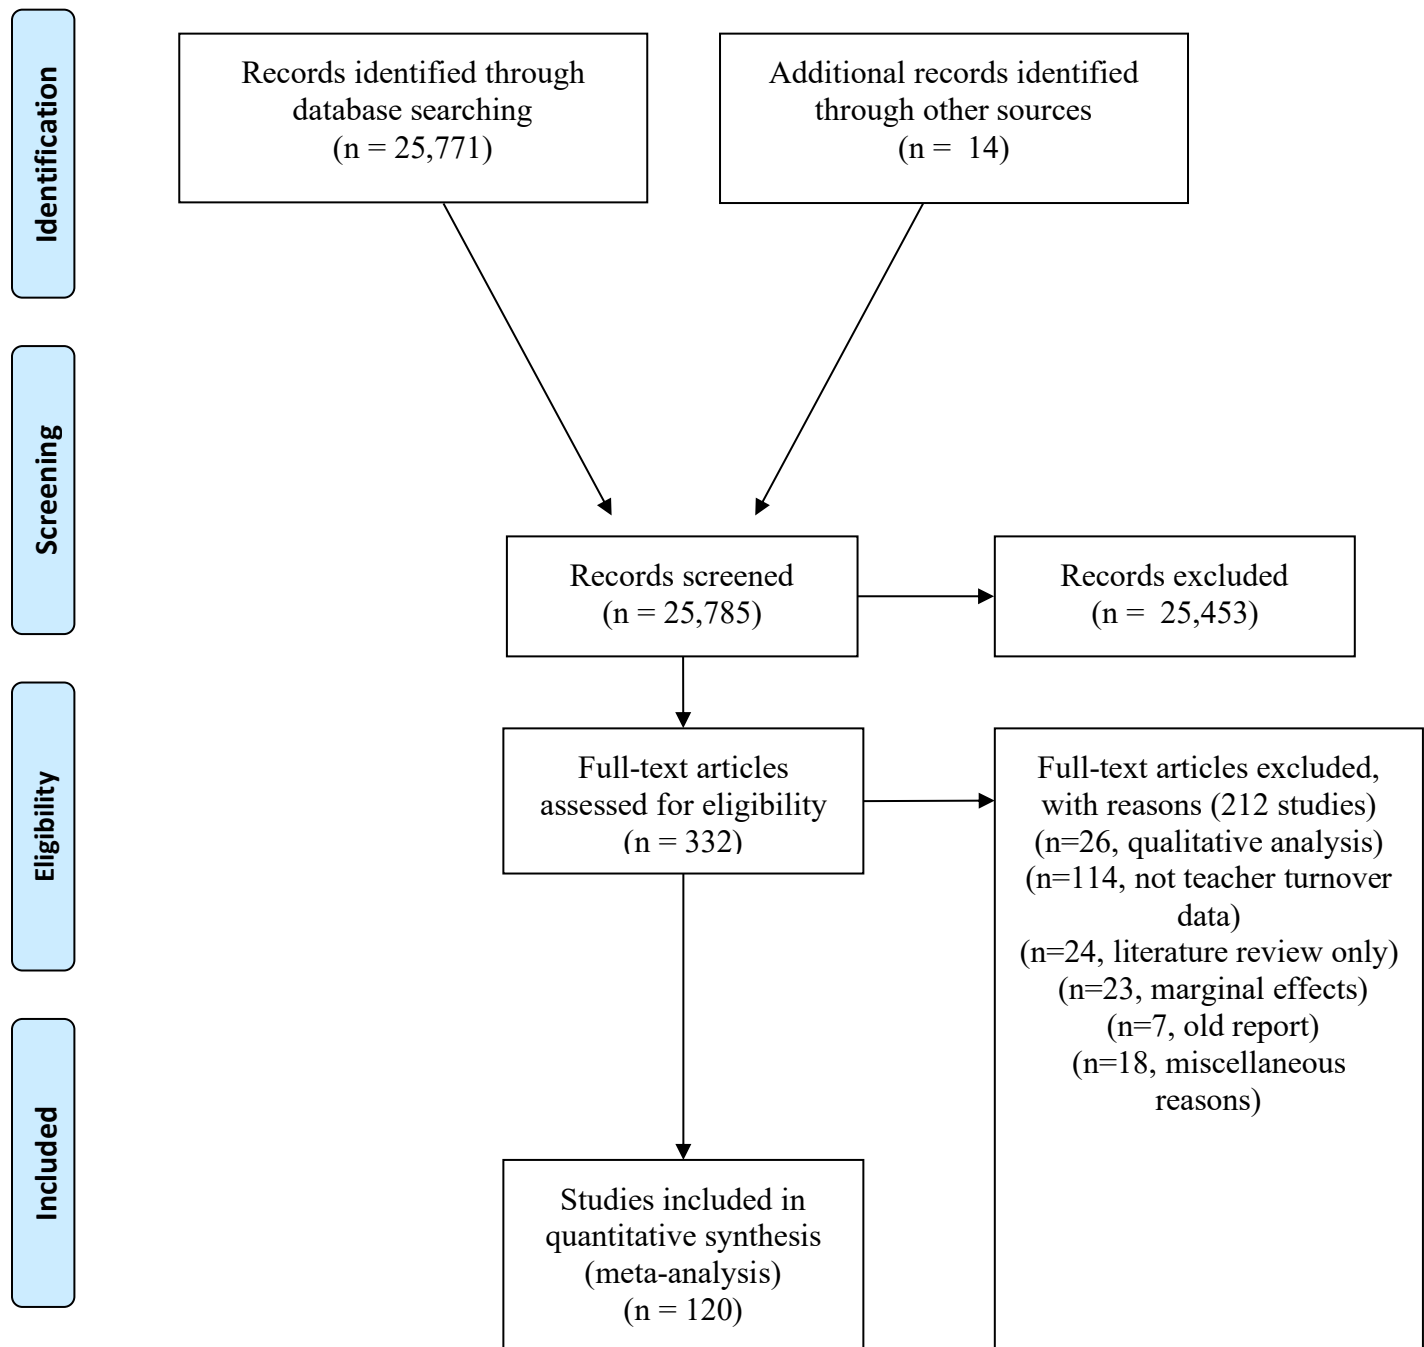 Identification
Records identified through
database searching
(n = 25,771)
Additional records identified
through other sources
(n = 14)
Screening
Records screened
(n = 25,785)
Records excluded
(n = 25,453)
Eligibility
Full-text articles
assessed for eligibility
(n = 332)
Full-text articles excluded,
with reasons (212 studies)
(n=26, qualitative analysis)
(n=114, not teacher turnover
data)
(n=24, literature review only)
(n=23, marginal effects)
(n=7, old report)
(n=18, miscellaneous
reasons)
Included
Studies included in
quantitative synthesis
(meta-analysis)
(n = 120)